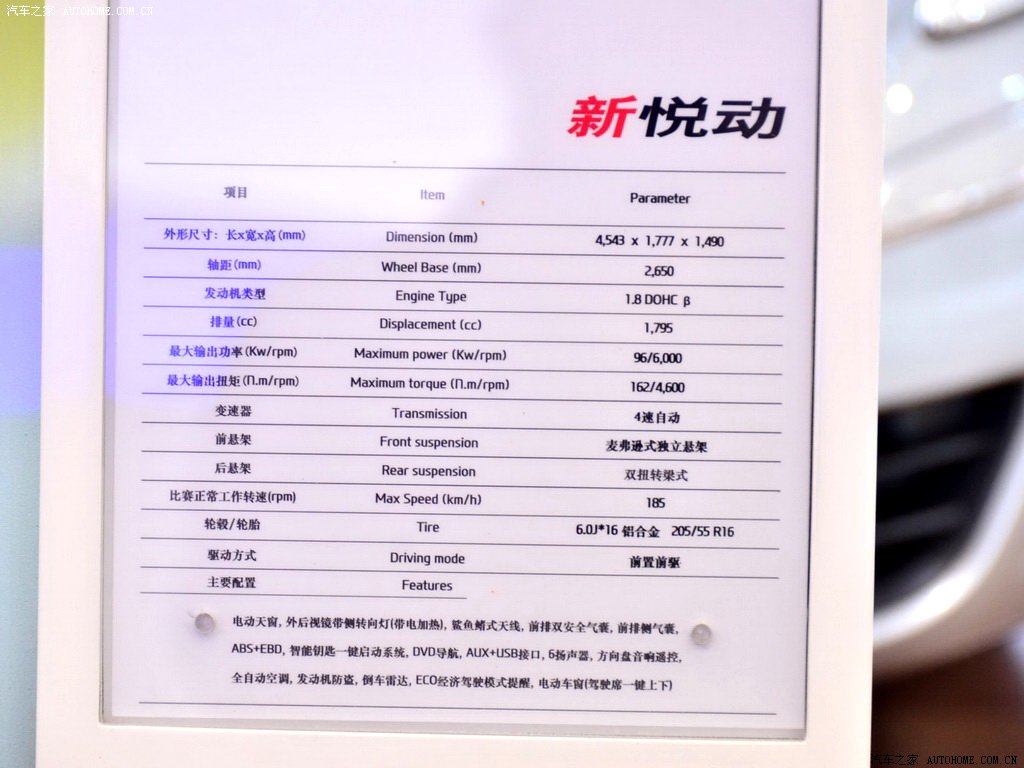 汽车之家 AUTOHOME.COM.CN
新悦动
项目 Item Parameter
外形尺寸: 长x宽x高(mm) Dimension (mm) 4,543 x 1,777 x 1,490
轴距(mm) Wheel Base (mm) 2,650
发动机类型 Engine Type 1.8 DOHC β
排量(cc) Displacement (cc) 1,795
最大输出功率(Kw/rpm) Maximum power (Kw/rpm) 96/6,000
最大输出扭矩(N.m/rpm) Maximum torque (N.m/rpm) 162/4,600
变速器 Transmission 4速自动
前悬架 Front suspension 麦弗逊式独立悬架
后悬架 Rear suspension 双扭转梁式
比赛正常工作转速(rpm) Max Speed (km/h) 185
轮毂/轮胎 Tire 6.0J*16 铝合金 205/55 R16
驱动方式 Driving mode 前置前驱
主要配置 Features
电动天窗, 外后视镜带侧转向灯(带电加热), 鲨鱼鳍式天线, 前排双安全气囊, 前排侧气囊,
ABS+EBD, 智能钥匙一键启动系统, DVD导航, AUX+USB接口, 6扬声器, 方向盘音响遥控,
全自动空调, 发动机防盗, 倒车雷达, ECO经济驾驶模式提醒, 电动车窗(驾驶席一键上下)
汽车之家 AUTOHOME.COM.CN